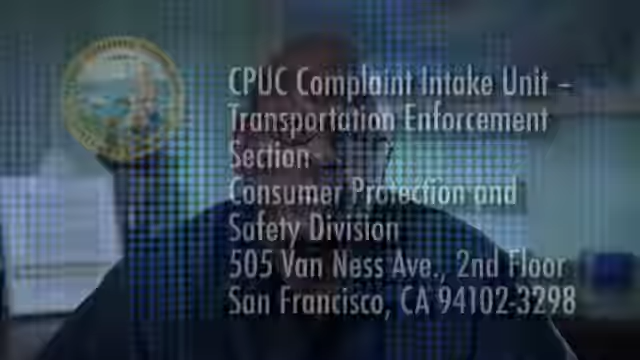 CPUC Complaint Intake Unit –
Transportation Enforcement
Section
Consumer Protection and
Safety Division
505 Van Ness Ave., 2nd Floor
San Francisco, CA 94102-3298